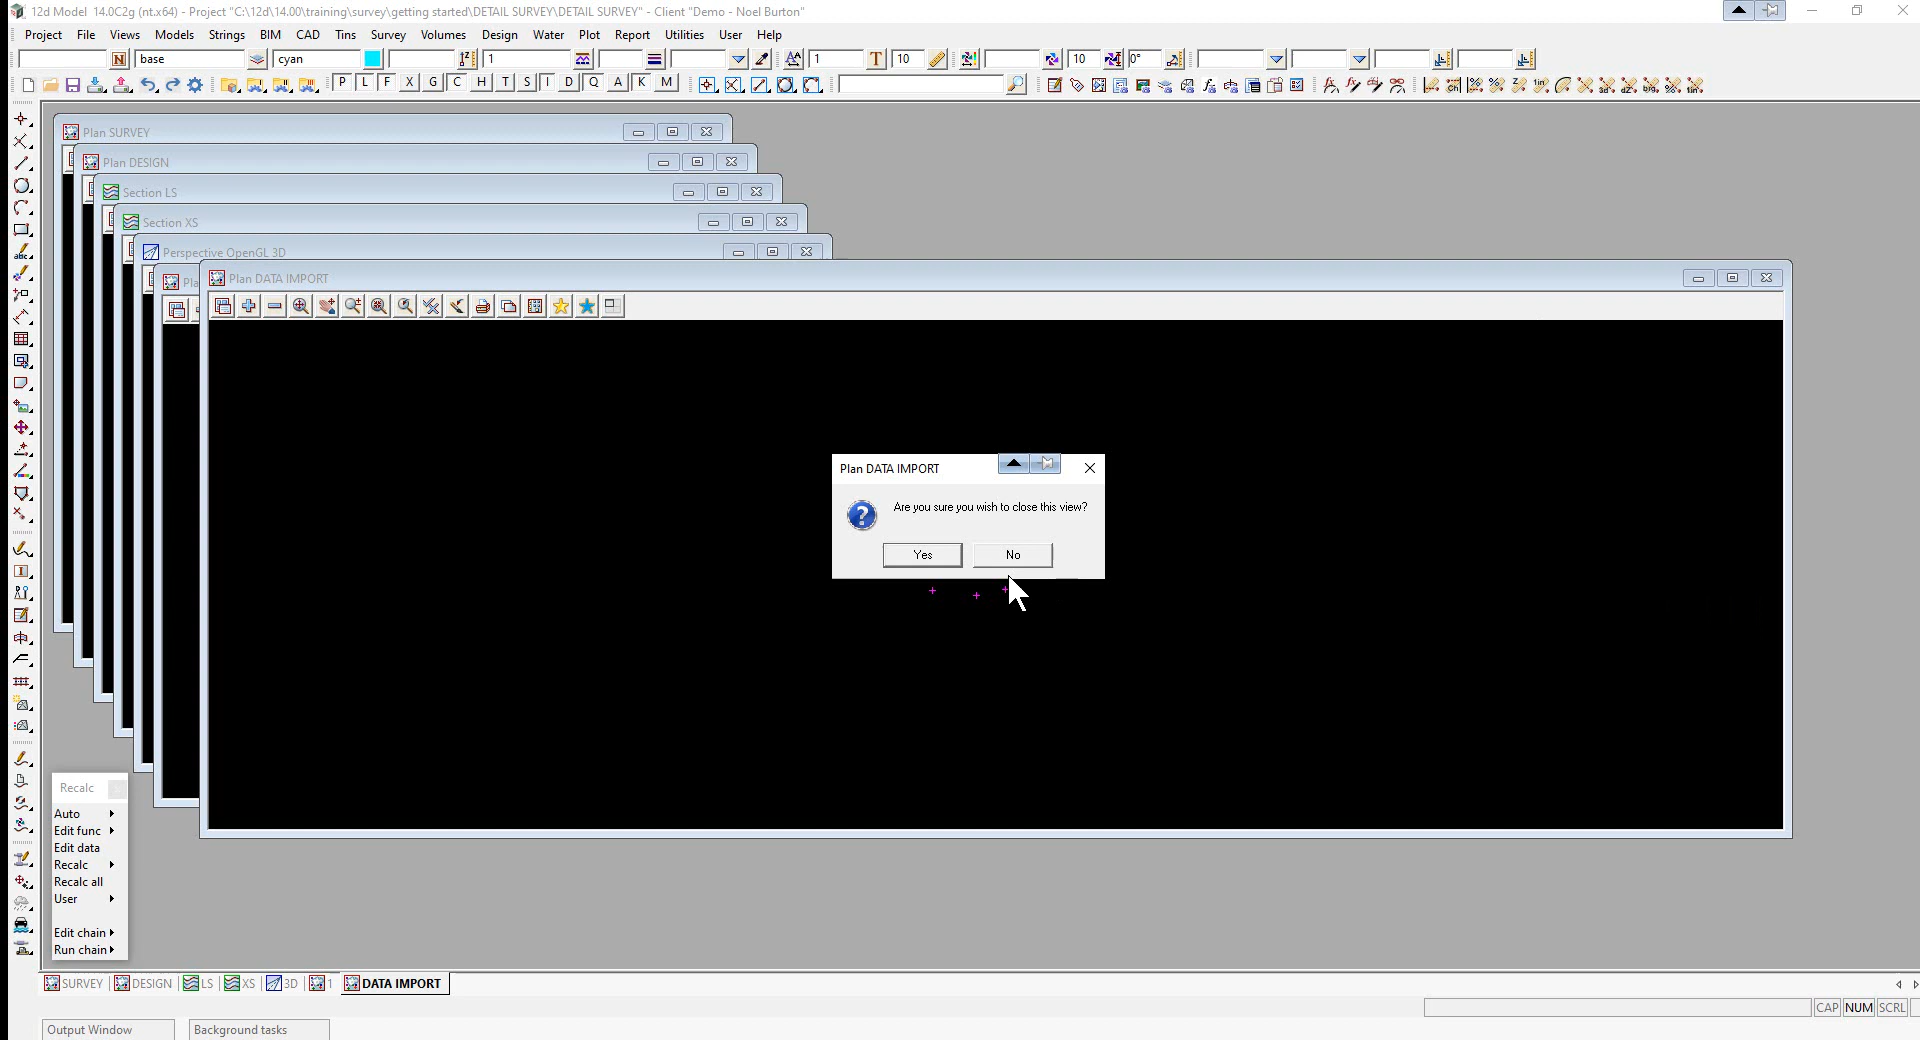 12d Model 14.0C2g (nt.x64) - Project "C:\12d\14.00\training\survey\getting started\DETAIL SURVEY\DETAIL SURVEY" - Client "Demo - Noel Burton"
Project File Views Models Strings BIM CAD Tins Survey Volumes Design Water Plot Report Utilities User Help
N base cyan 1 1 T 10 10 0°
P L F X G C H T S I D Q A K M
Plan SURVEY
Plan DESIGN
Section LS
Section XS
Perspective OpenGL 3D
Pla
Plan DATA IMPORT
Plan DATA IMPORT
Are you sure you wish to close this view?
Yes No
Recalc
Auto
Edit func
Edit data
Recalc
Recalc all
User
Edit chain
Run chain
SURVEY DESIGN LS XS 3D 1 DATA IMPORT
CAP NUM SCRL
Output Window Background tasks